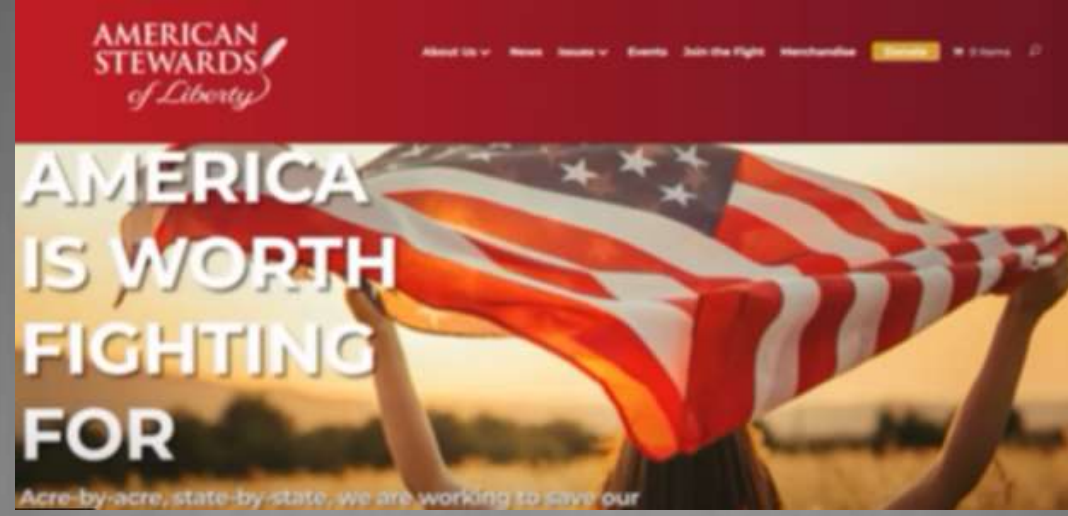 AMERICAN
STEWARDS
of Liberty
About Us News Issues Events Join the Fight Merchandise Donate 0 Items
AMERICA
IS WORTH
FIGHTING
FOR
Acre-by-acre, state-by-state, we are working to save our